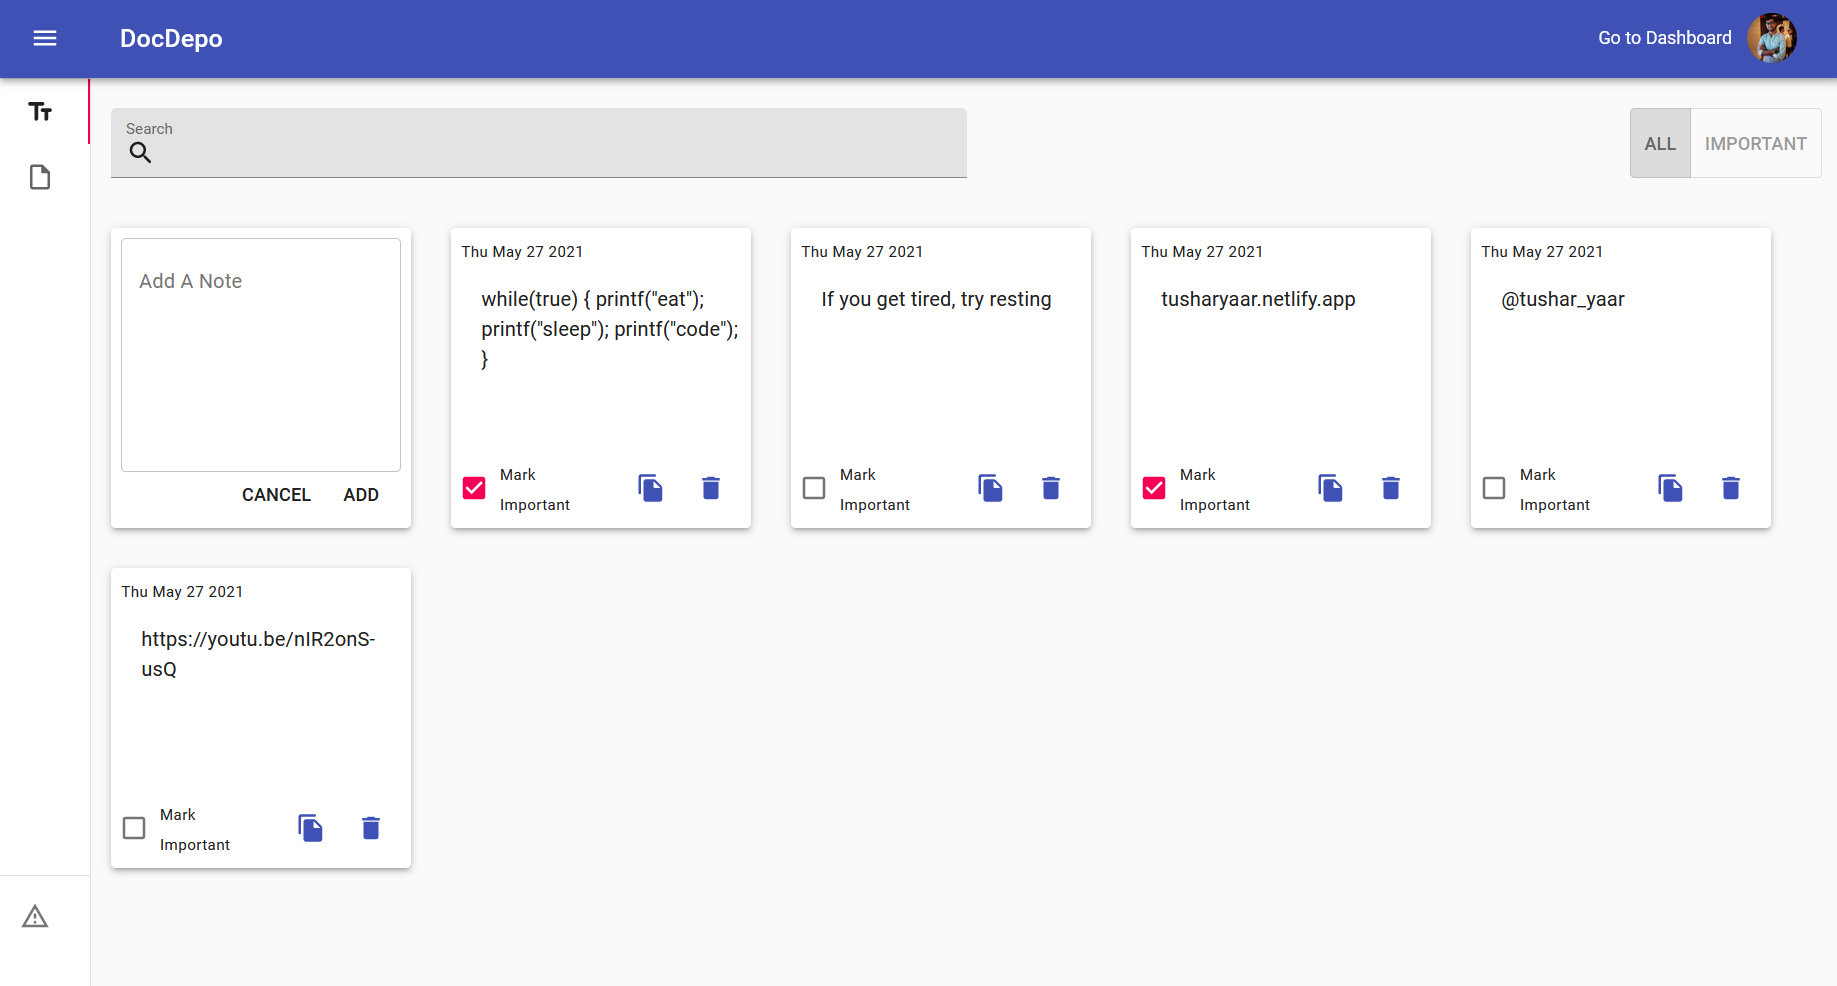 DocDepo
Go to Dashboard
Search
ALL
IMPORTANT
Add A Note
CANCEL
ADD
Thu May 27 2021
while(true) { printf("eat");
printf("sleep"); printf("code");
}
Mark
Important
Thu May 27 2021
If you get tired, try resting
Mark
Important
Thu May 27 2021
tusharyaar.netlify.app
Mark
Important
Thu May 27 2021
@tushar_yaar
Mark
Important
Thu May 27 2021
https://youtu.be/nIR2onS-
usQ
Mark
Important